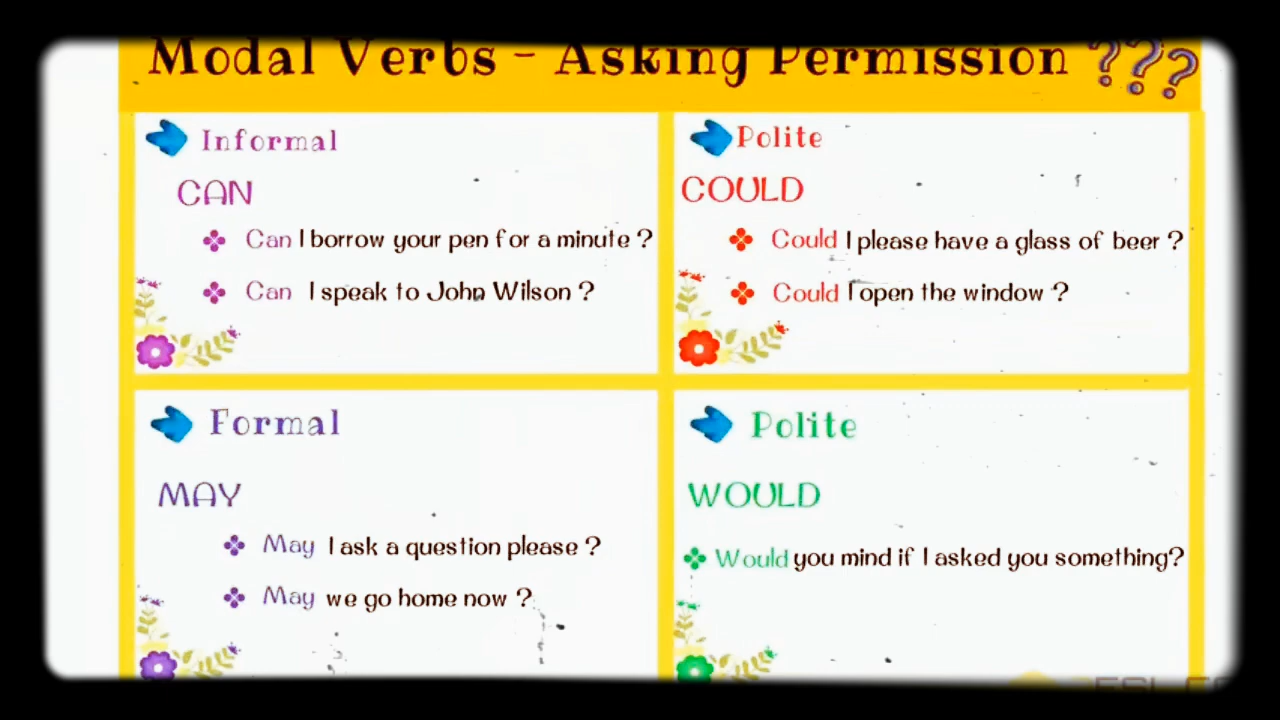 Modal Verbs - Asking Permission ???
Informal
CAN
Can I borrow your pen for a minute ?
Can I speak to John Wilson ?
Polite
COULD
Could I please have a glass of beer ?
Could I open the window ?
Formal
MAY
May I ask a question please ?
May we go home now ?
Polite
WOULD
Would you mind if I asked you something?